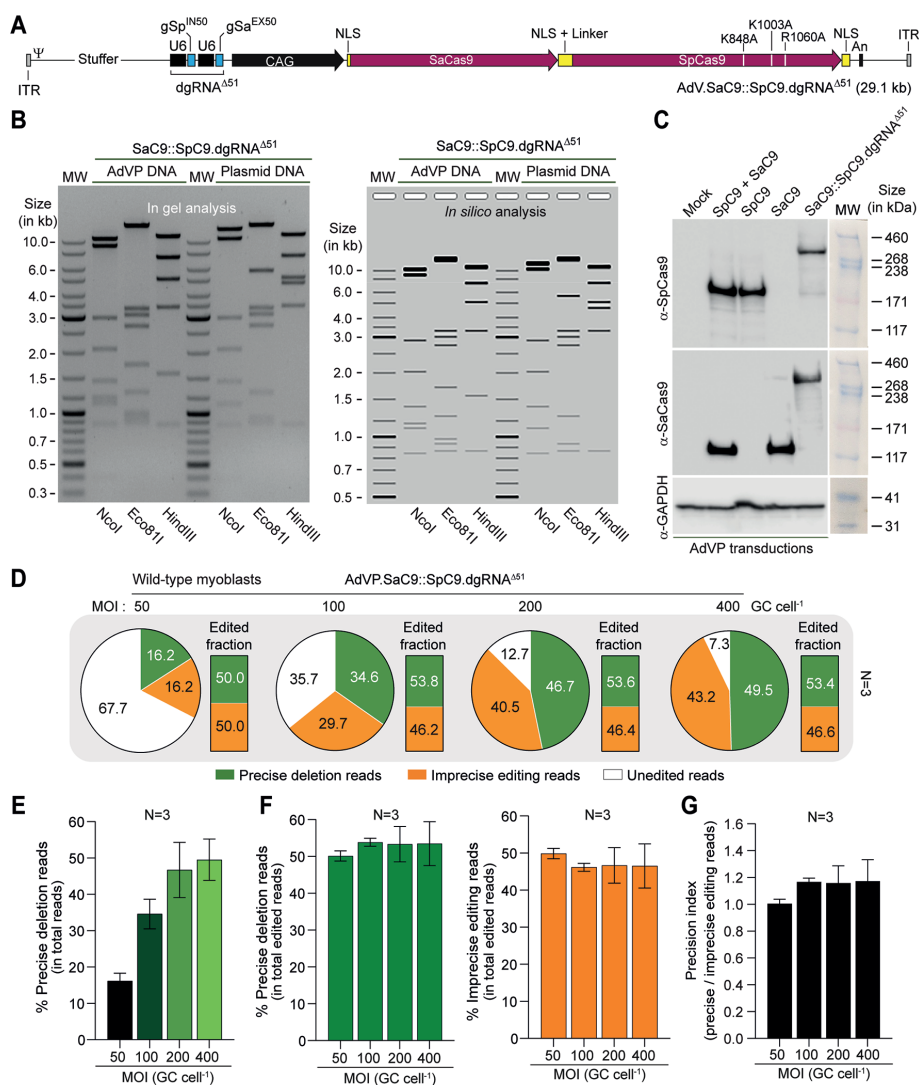 A
gSp^IN50 gSa^EX50
Ψ U6 U6
Stuffer
ITR
dgRNA^Δ51
CAG
NLS
SaCas9
NLS + Linker
SpCas9
K848A
K1003A
R1060A
NLS
An
ITR
AdV.SaC9::SpC9.dgRNA^Δ51 (29.1 kb)
B
SaC9::SpC9.dgRNA^Δ51
MW AdVP DNA MW Plasmid DNA
Size
(in kb)
In gel analysis
10.0
6.0
4.0
3.0
2.0
1.5
1.0
0.7
0.5
0.3
NcoI
Eco81I
HindIII
NcoI
Eco81I
HindIII
SaC9::SpC9.dgRNA^Δ51
MW AdVP DNA MW Plasmid DNA
Size
(in kb)
In silico analysis
10.0
6.0
4.0
3.0
2.0
1.5
1.0
0.7
0.5
NcoI
Eco81I
HindIII
NcoI
Eco81I
HindIII
C
Mock
SpC9 + SaC9
SpC9
SaC9
SaC9::SpC9.dgRNA^Δ51
MW
Size
(in kDa)
α-SpCas9
460
268
238
171
117
α-SaCas9
460
268
238
171
117
α-GAPDH
41
31
AdVP transductions
D
Wild-type myoblasts AdVP.SaC9::SpC9.dgRNA^Δ51
MOI : 50 100 200 400 GC cell⁻¹
Edited
fraction
16.2
16.2
67.7
50.0
50.0
Edited
fraction
35.7
34.6
29.7
53.8
46.2
Edited
fraction
12.7
46.7
40.5
53.6
46.4
Edited
fraction
7.3
49.5
43.2
53.4
46.6
N=3
Precise deletion reads Imprecise editing reads Unedited reads
E
N=3
% Precise deletion reads
(in total reads)
60
50
40
30
20
10
0
50 100 200 400
MOI (GC cell⁻¹)
F
N=3
% Precise deletion reads
(in total edited reads)
60
50
40
30
20
10
0
50 100 200 400
MOI (GC cell⁻¹)
N=3
% Imprecise editing reads
(in total edited reads)
60
50
40
30
20
10
0
50 100 200 400
MOI (GC cell⁻¹)
G
N=3
Precision index
(precise / imprecise editing reads)
1.6
1.4
1.2
1.0
0.8
0.6
0.4
0.2
0.0
50 100 200 400
MOI (GC cell⁻¹)